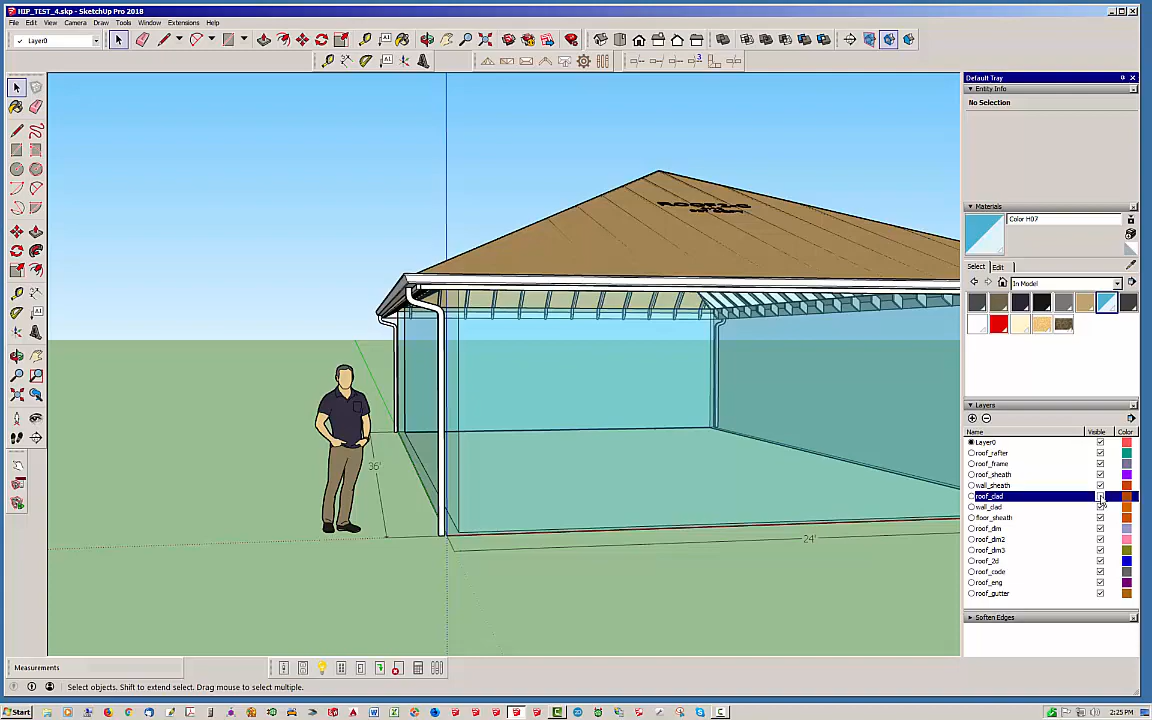 HIP_TEST_4.skp - SketchUp Pro 2018
File Edit View Camera Draw Tools Window Extensions Help
Layer0
Default Tray
Entity Info
No Selection
Materials
Color H07
Select Edit
In Model
36'
24'
Layers
Name Visible Color
Layer0
roof_rafter
roof_frame
roof_sheath
wall_sheath
roof_clad
wall_clad
floor_sheath
roof_dim
roof_dim2
roof_dim3
roof_2d
roof_code
roof_eng
roof_gutter
Soften Edges
Measurements
Select objects. Shift to extend select. Drag mouse to select multiple.
Start
2:25 PM